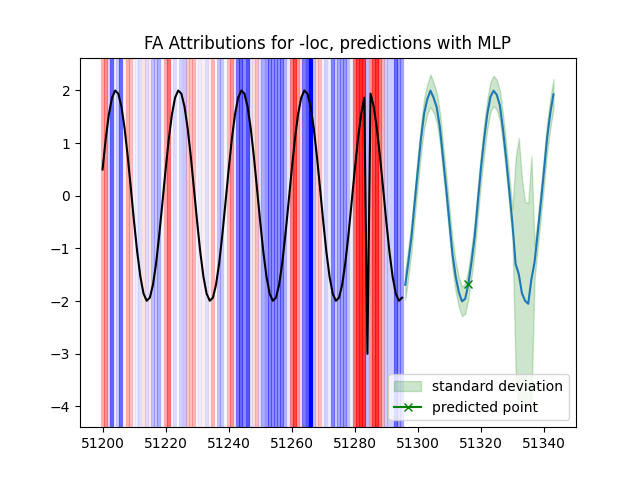 FA Attributions for -loc, predictions with MLP
2
1
0
−1
−2
−3
−4
standard deviation
predicted point
51200 51220 51240 51260 51280 51300 51320 51340